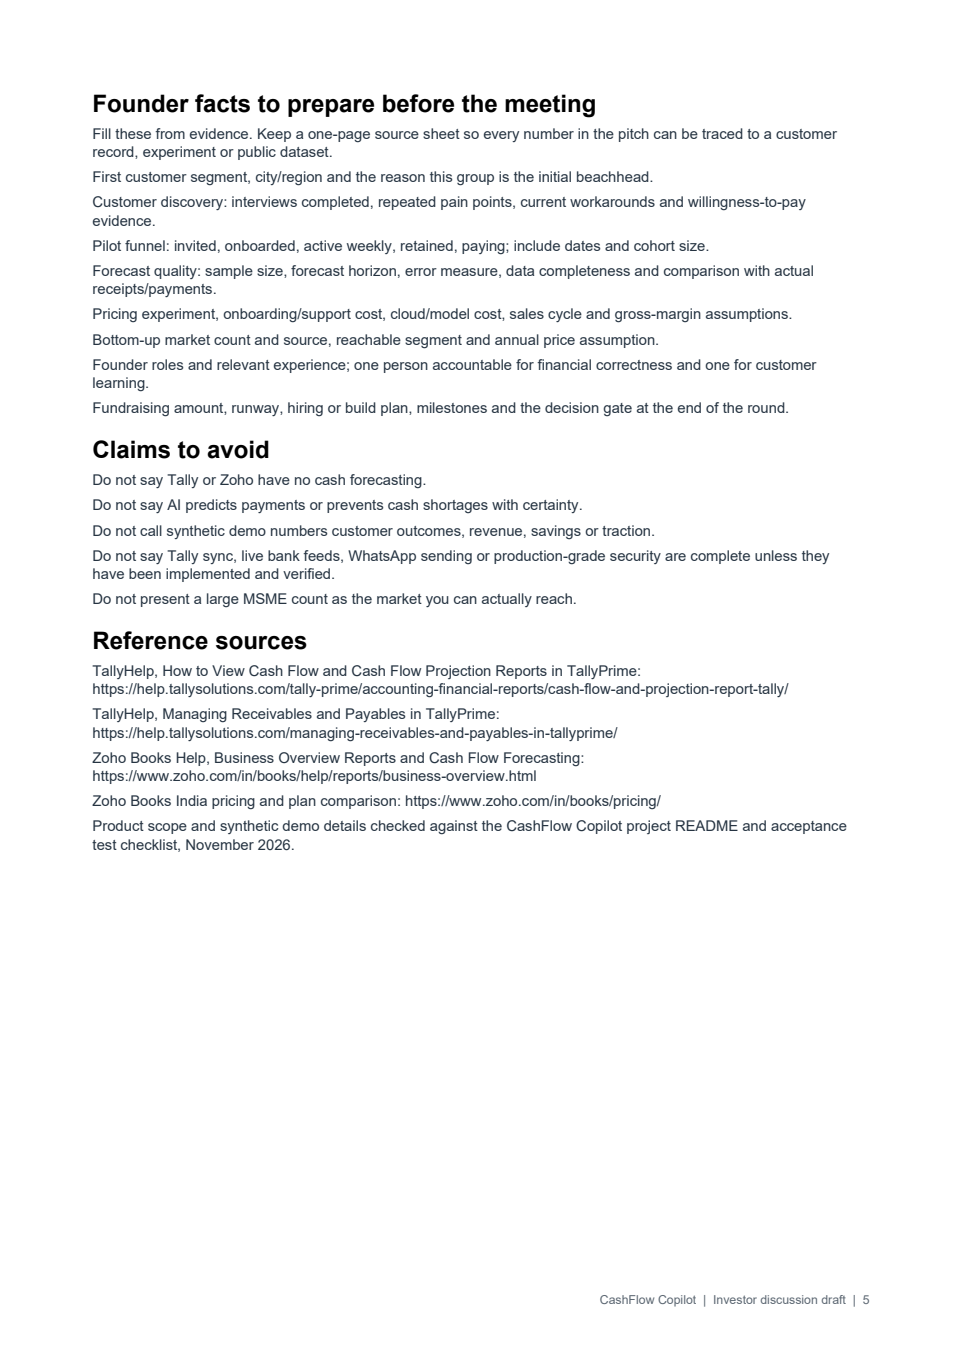 Founder facts to prepare before the meeting
Fill these from evidence. Keep a one-page source sheet so every number in the pitch can be traced to a customer
record, experiment or public dataset.
First customer segment, city/region and the reason this group is the initial beachhead.
Customer discovery: interviews completed, repeated pain points, current workarounds and willingness-to-pay
evidence.
Pilot funnel: invited, onboarded, active weekly, retained, paying; include dates and cohort size.
Forecast quality: sample size, forecast horizon, error measure, data completeness and comparison with actual
receipts/payments.
Pricing experiment, onboarding/support cost, cloud/model cost, sales cycle and gross-margin assumptions.
Bottom-up market count and source, reachable segment and annual price assumption.
Founder roles and relevant experience; one person accountable for financial correctness and one for customer
learning.
Fundraising amount, runway, hiring or build plan, milestones and the decision gate at the end of the round.
Claims to avoid
Do not say Tally or Zoho have no cash forecasting.
Do not say AI predicts payments or prevents cash shortages with certainty.
Do not call synthetic demo numbers customer outcomes, revenue, savings or traction.
Do not say Tally sync, live bank feeds, WhatsApp sending or production-grade security are complete unless they
have been implemented and verified.
Do not present a large MSME count as the market you can actually reach.
Reference sources
TallyHelp, How to View Cash Flow and Cash Flow Projection Reports in TallyPrime:
https://help.tallysolutions.com/tally-prime/accounting-financial-reports/cash-flow-and-projection-report-tally/
TallyHelp, Managing Receivables and Payables in TallyPrime:
https://help.tallysolutions.com/managing-receivables-and-payables-in-tallyprime/
Zoho Books Help, Business Overview Reports and Cash Flow Forecasting:
https://www.zoho.com/in/books/help/reports/business-overview.html
Zoho Books India pricing and plan comparison: https://www.zoho.com/in/books/pricing/
Product scope and synthetic demo details checked against the CashFlow Copilot project README and acceptance
test checklist, November 2026.
CashFlow Copilot | Investor discussion draft | 5